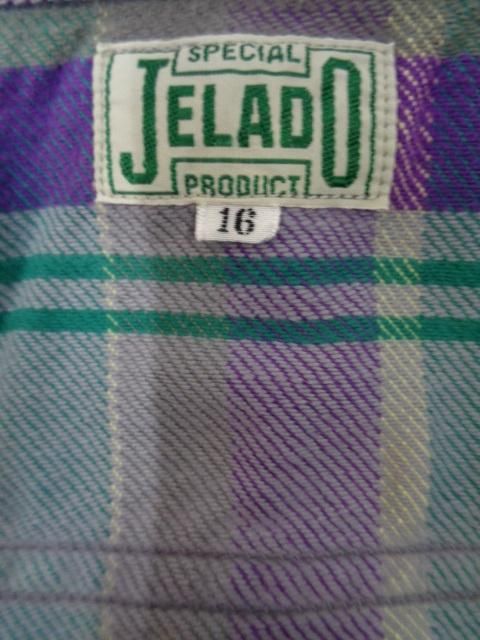 SPECIAL
JELADO
PRODUCT
16